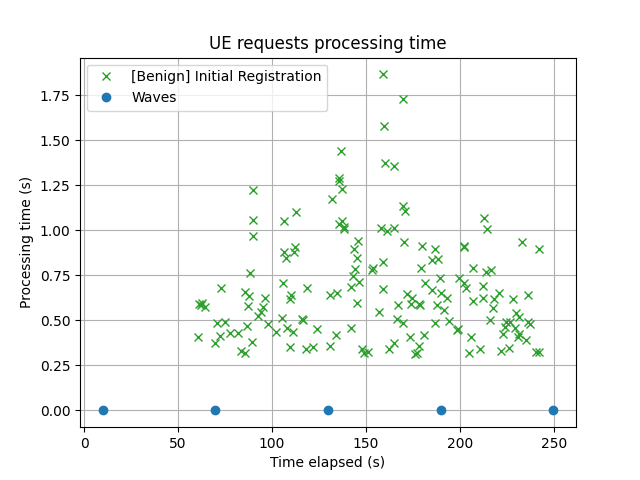 UE requests processing time
[Benign] Initial Registration
Waves
Processing time (s)
1.75
1.50
1.25
1.00
0.75
0.50
0.25
0.00
0
50
100
150
200
250
Time elapsed (s)